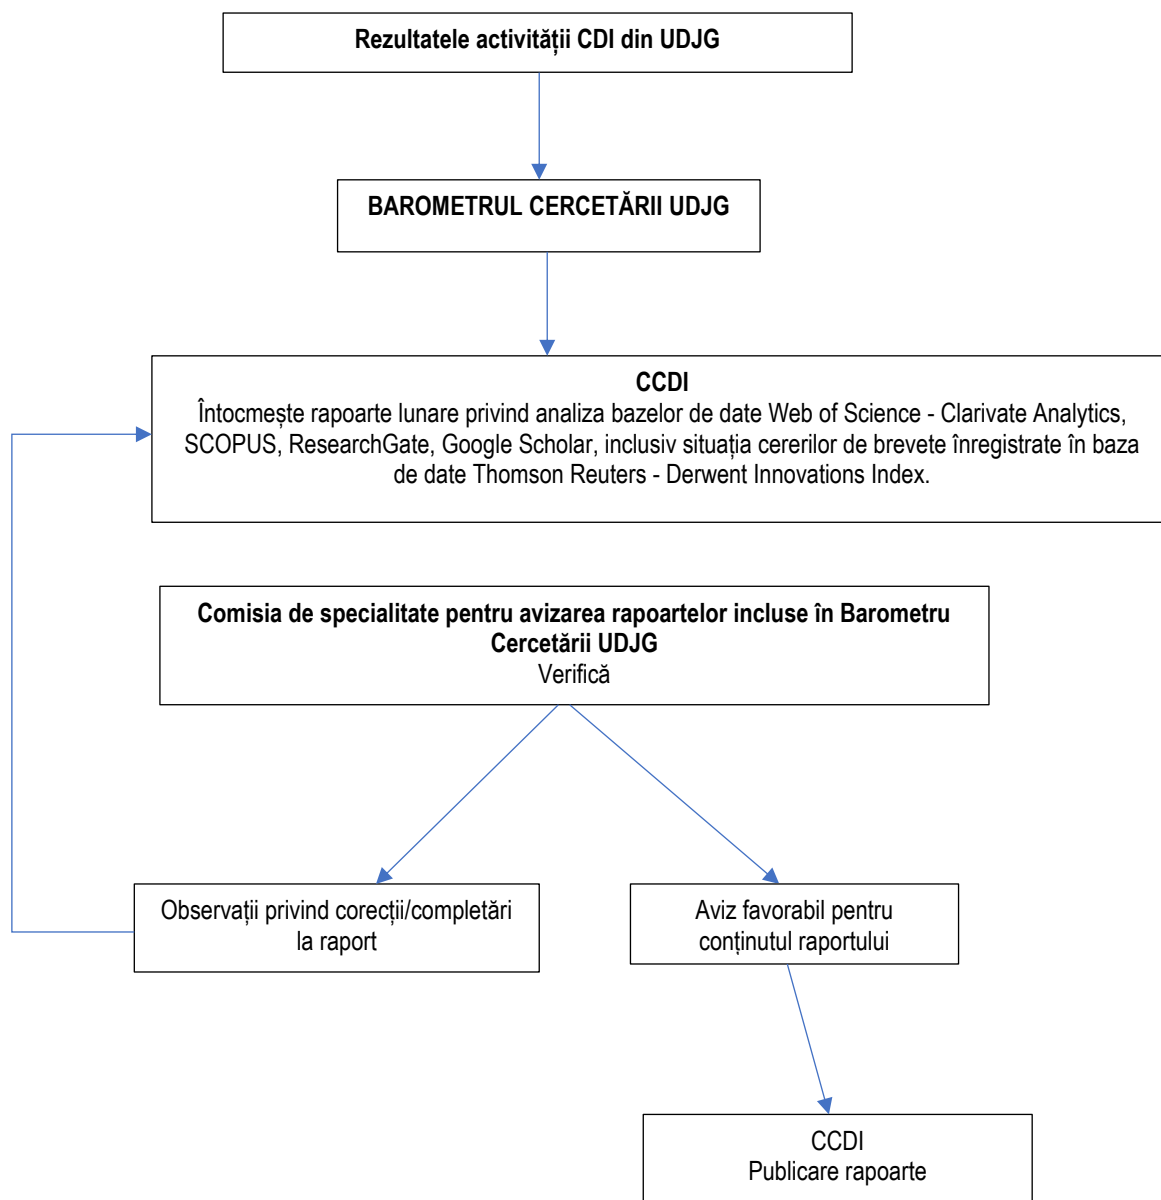 Rezultatele activității CDI din UDJG
BAROMETRUL CERCETĂRII UDJG
CCDI
Întocmește rapoarte lunare privind analiza bazelor de date Web of Science - Clarivate Analytics,
SCOPUS, ResearchGate, Google Scholar, inclusiv situația cererilor de brevete înregistrate în baza
de date Thomson Reuters - Derwent Innovations Index.
Comisia de specialitate pentru avizarea rapoartelor incluse în Barometru
Cercetării UDJG
Verifică
Observații privind corecții/completări
la raport
Aviz favorabil pentru
conținutul raportului
CCDI
Publicare rapoarte